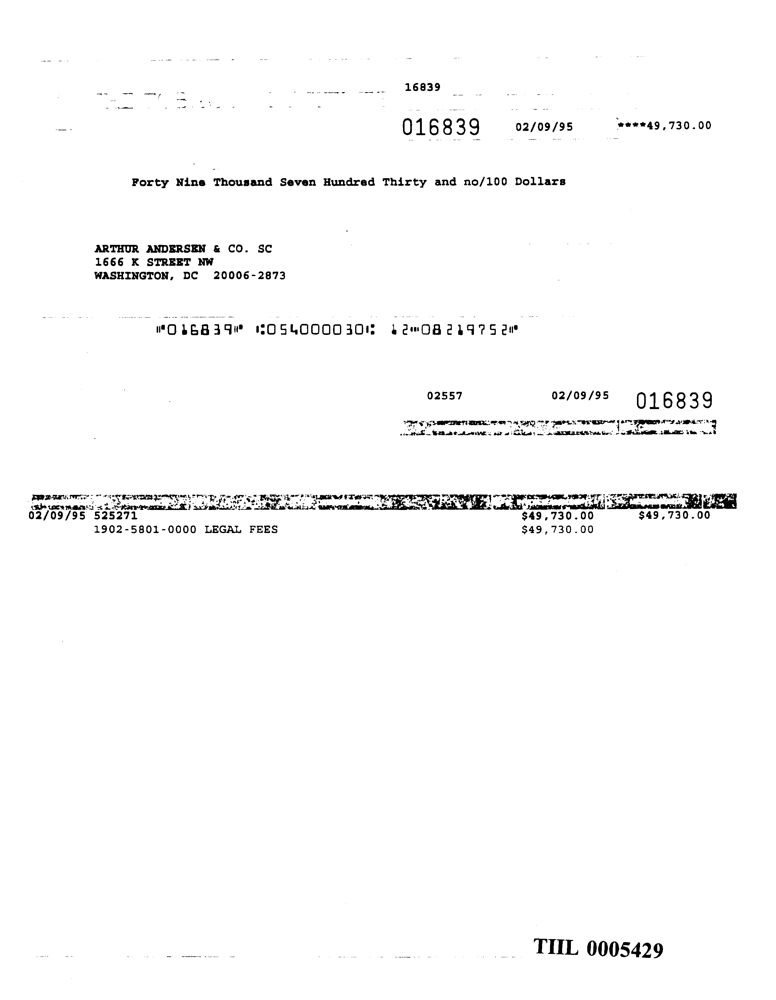 16839
016839 02/09/95 ****49,730.00
Forty Nine Thousand Seven Hundred Thirty and no/100 Dollars
ARTHUR ANDERSEN & CO. SC
1666 K STREET NW
WASHINGTON, DC 20006-2873
⑈016839⑈ ⑆054000030⑆ 12⑈08219752⑈
02557 02/09/95 016839
02/09/95 525271 $49,730.00 $49,730.00
1902-5801-0000 LEGAL FEES $49,730.00
TIIL 0005429